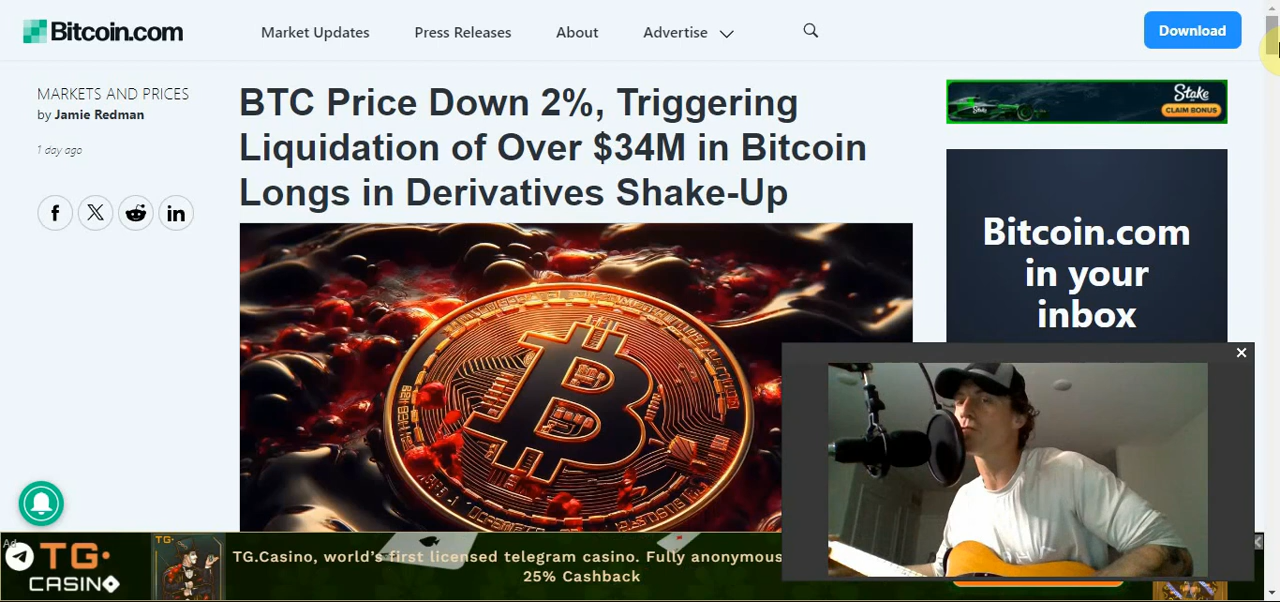 Bitcoin.com
Market Updates
Press Releases
About
Advertise
Download
MARKETS AND PRICES
by Jamie Redman
1 day ago
BTC Price Down 2%, Triggering
Liquidation of Over $34M in Bitcoin
Longs in Derivatives Shake-Up
Stake
CLAIM BONUS
Bitcoin.com
in your
inbox
Ad
TG.
CASINO
TG.
TG.Casino, world's first licensed telegram casino. Fully anonymous
25% Cashback